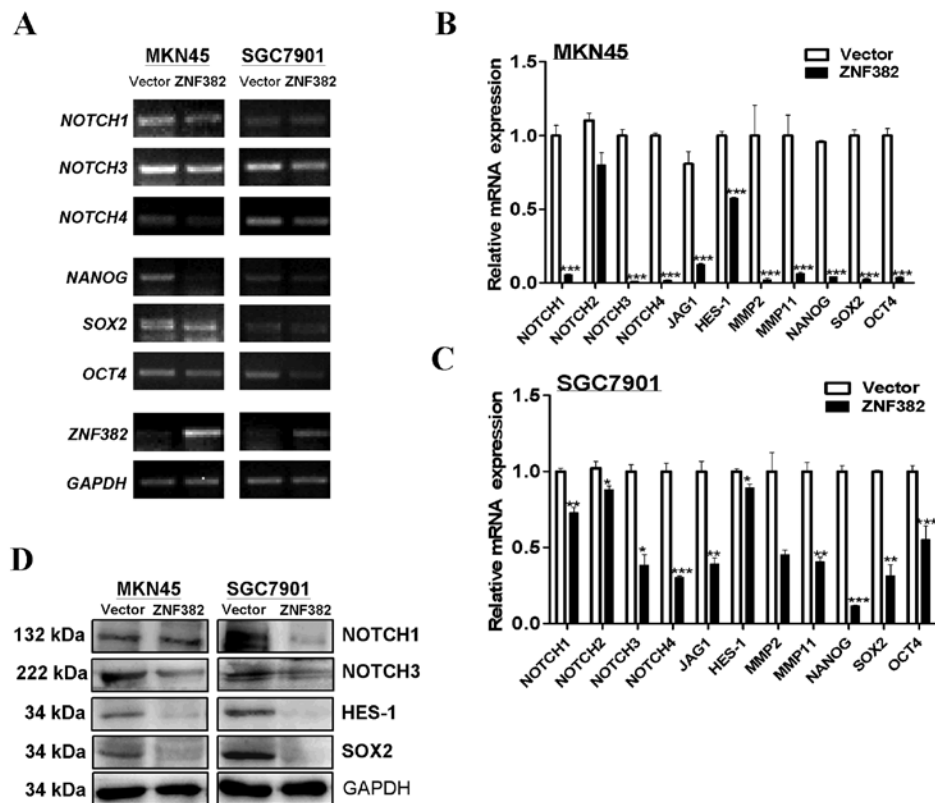 A
MKN45 SGC7901
Vector ZNF382 Vector ZNF382
NOTCH1
NOTCH3
NOTCH4
NANOG
SOX2
OCT4
ZNF382
GAPDH
B
MKN45
Vector
ZNF382
Relative mRNA expression
1.5
1.0
0.5
0.0
*** *** *** *** *** *** *** *** *** ***
NOTCH1 NOTCH2 NOTCH3 NOTCH4 JAG1 HES-1 MMP2 MMP11 NANOG SOX2 OCT4
C
SGC7901
Vector
ZNF382
Relative mRNA expression
1.5
1.0
0.5
0.0
** * * *** ** * ** *** ** ***
NOTCH1 NOTCH2 NOTCH3 NOTCH4 JAG1 HES-1 MMP2 MMP11 NANOG SOX2 OCT4
D
MKN45 SGC7901
Vector ZNF382 Vector ZNF382
132 kDa NOTCH1
222 kDa NOTCH3
34 kDa HES-1
34 kDa SOX2
34 kDa GAPDH